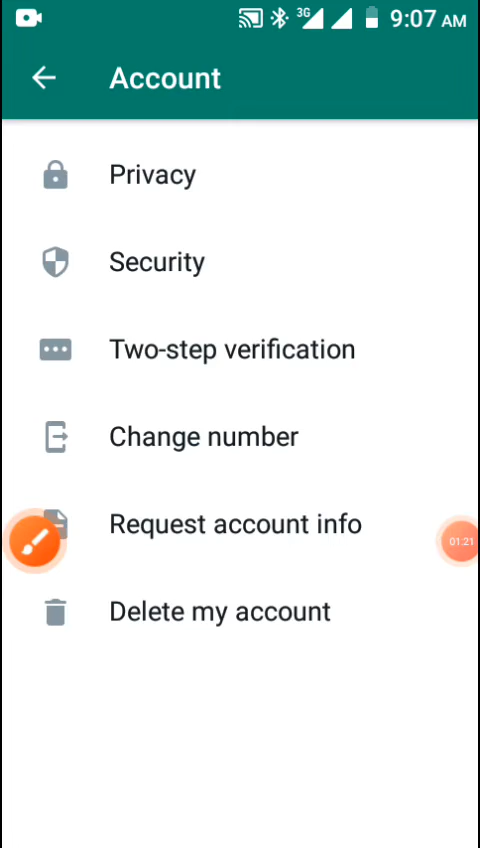 3G 9:07 AM
Account
Privacy
Security
Two-step verification
Change number
Request account info
01:21
Delete my account